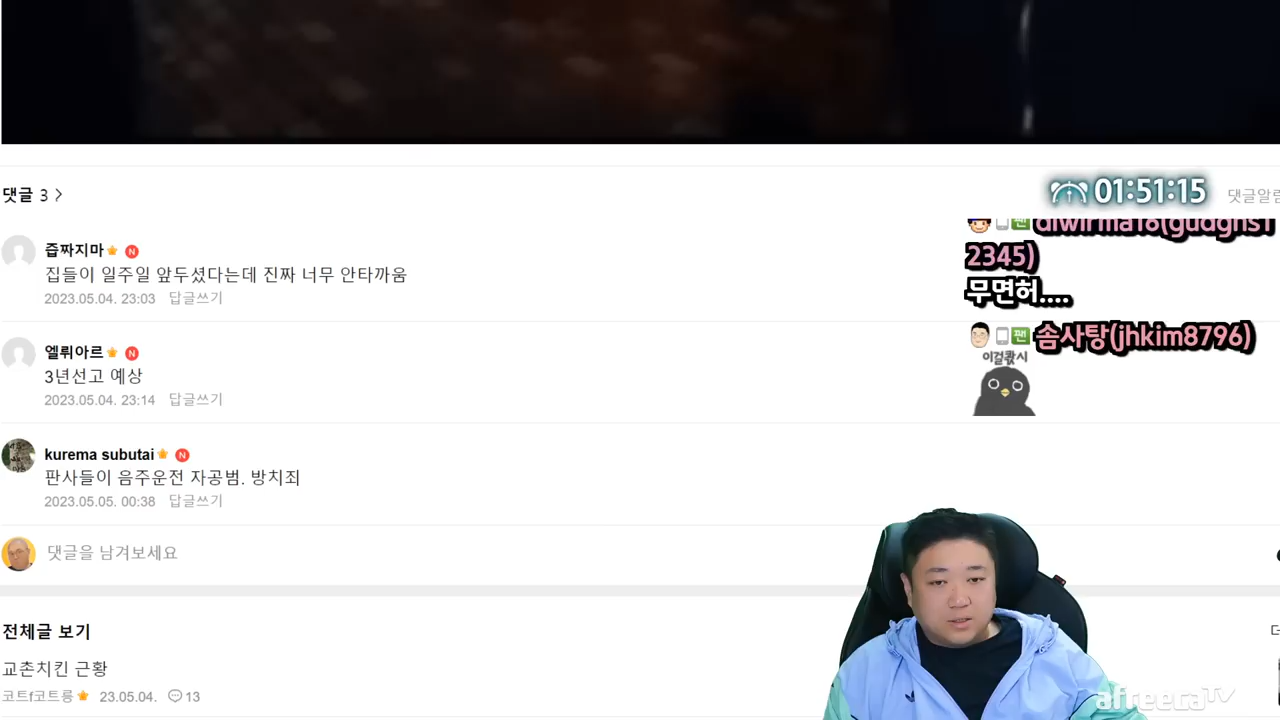 댓글 3
01:51:15
댓글알림
2345)
무면허....
팬 솜사탕(jhkim8796)
이걸콵시
즙짜지마 N
집들이 일주일 앞두셨다는데 진짜 너무 안타까움
2023.05.04. 23:03 답글쓰기
엘뤼아르 N
3년선고 예상
2023.05.04. 23:14 답글쓰기
kurema subutai N
판사들이 음주운전 자공범. 방치죄
2023.05.05. 00:38 답글쓰기
댓글을 남겨보세요
전체글 보기
교촌치킨 근황
코트f코트릉 23.05.04. 13
afreecaTV